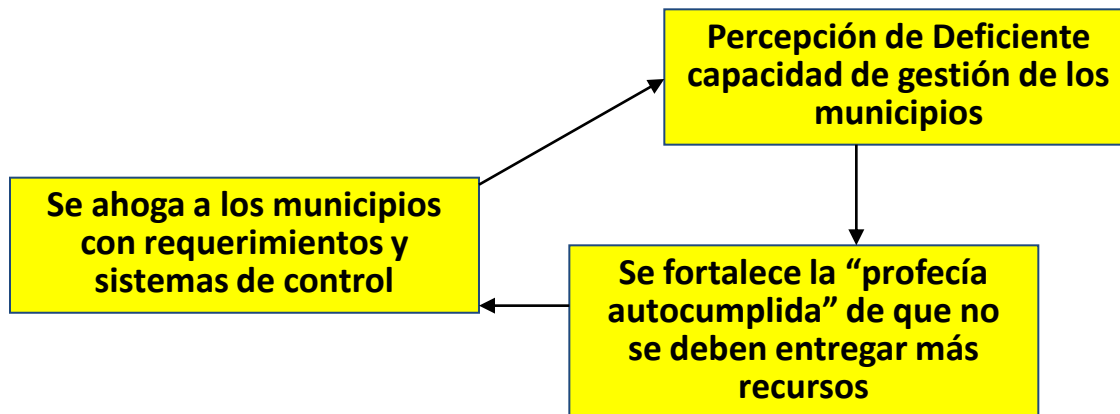 Percepción de Deficiente
capacidad de gestión de los
municipios
Se ahoga a los municipios
con requerimientos y
sistemas de control
Se fortalece la “profecía
autocumplida” de que no
se deben entregar más
recursos